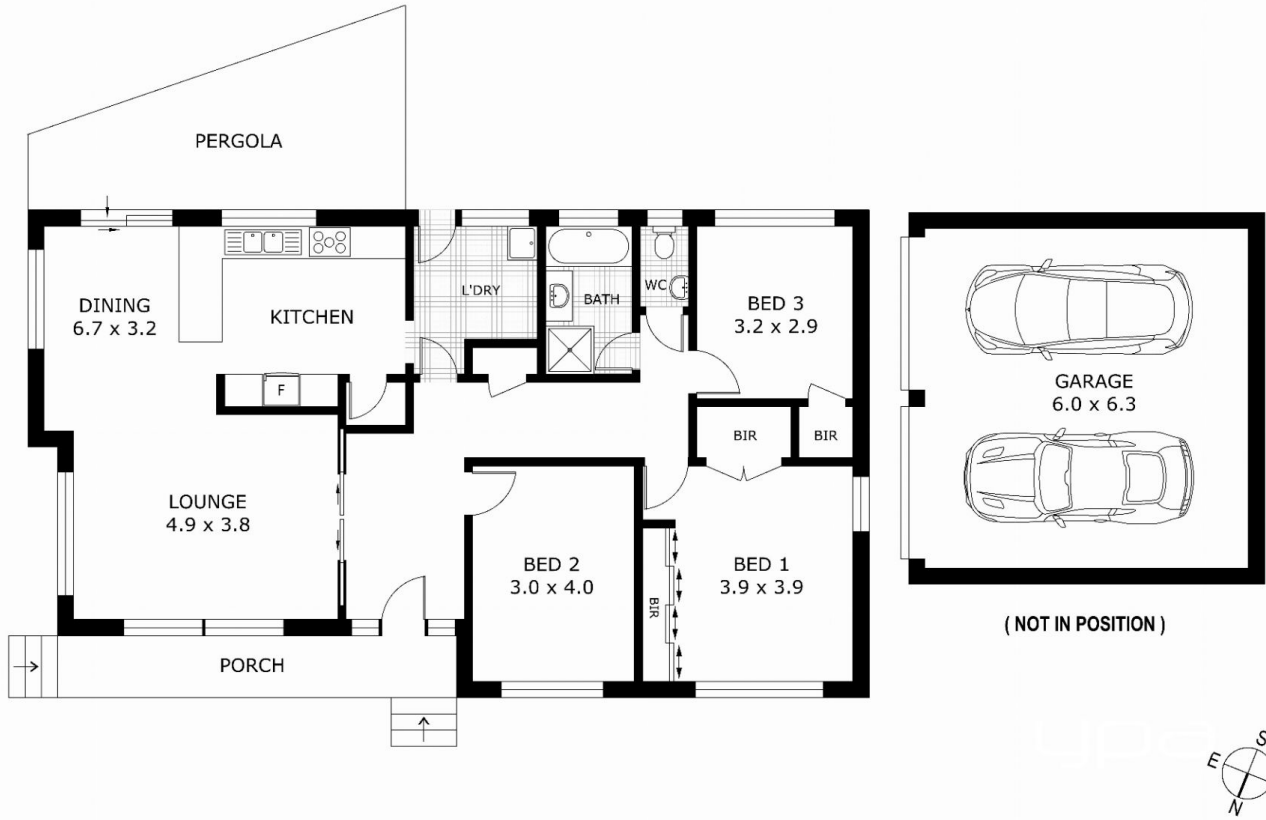 PERGOLA
DINING
6.7 x 3.2
KITCHEN
F
L'DRY
BATH
WC
BED 3
3.2 x 2.9
BIR
BIR
LOUNGE
4.9 x 3.8
BED 2
3.0 x 4.0
BIR
BED 1
3.9 x 3.9
PORCH
GARAGE
6.0 x 6.3
( NOT IN POSITION )
ypa
S
E
N